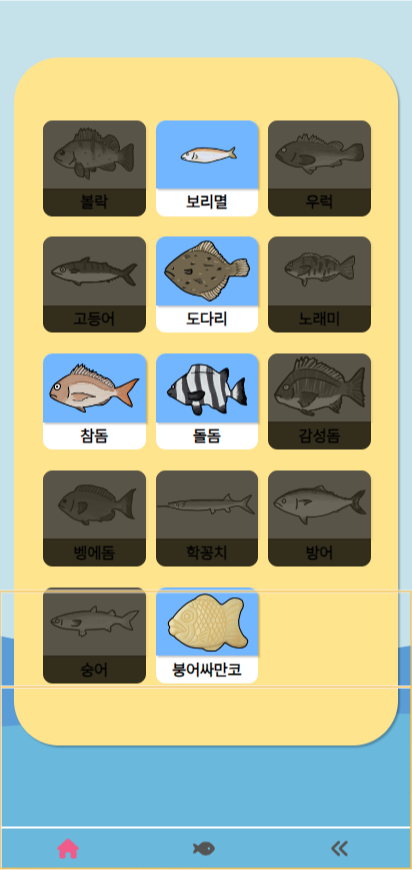 볼락 보리멸 우럭
고등어 도다리 노래미
참돔 돌돔 감성돔
벵에돔 학꽁치 방어
숭어 붕어싸만코